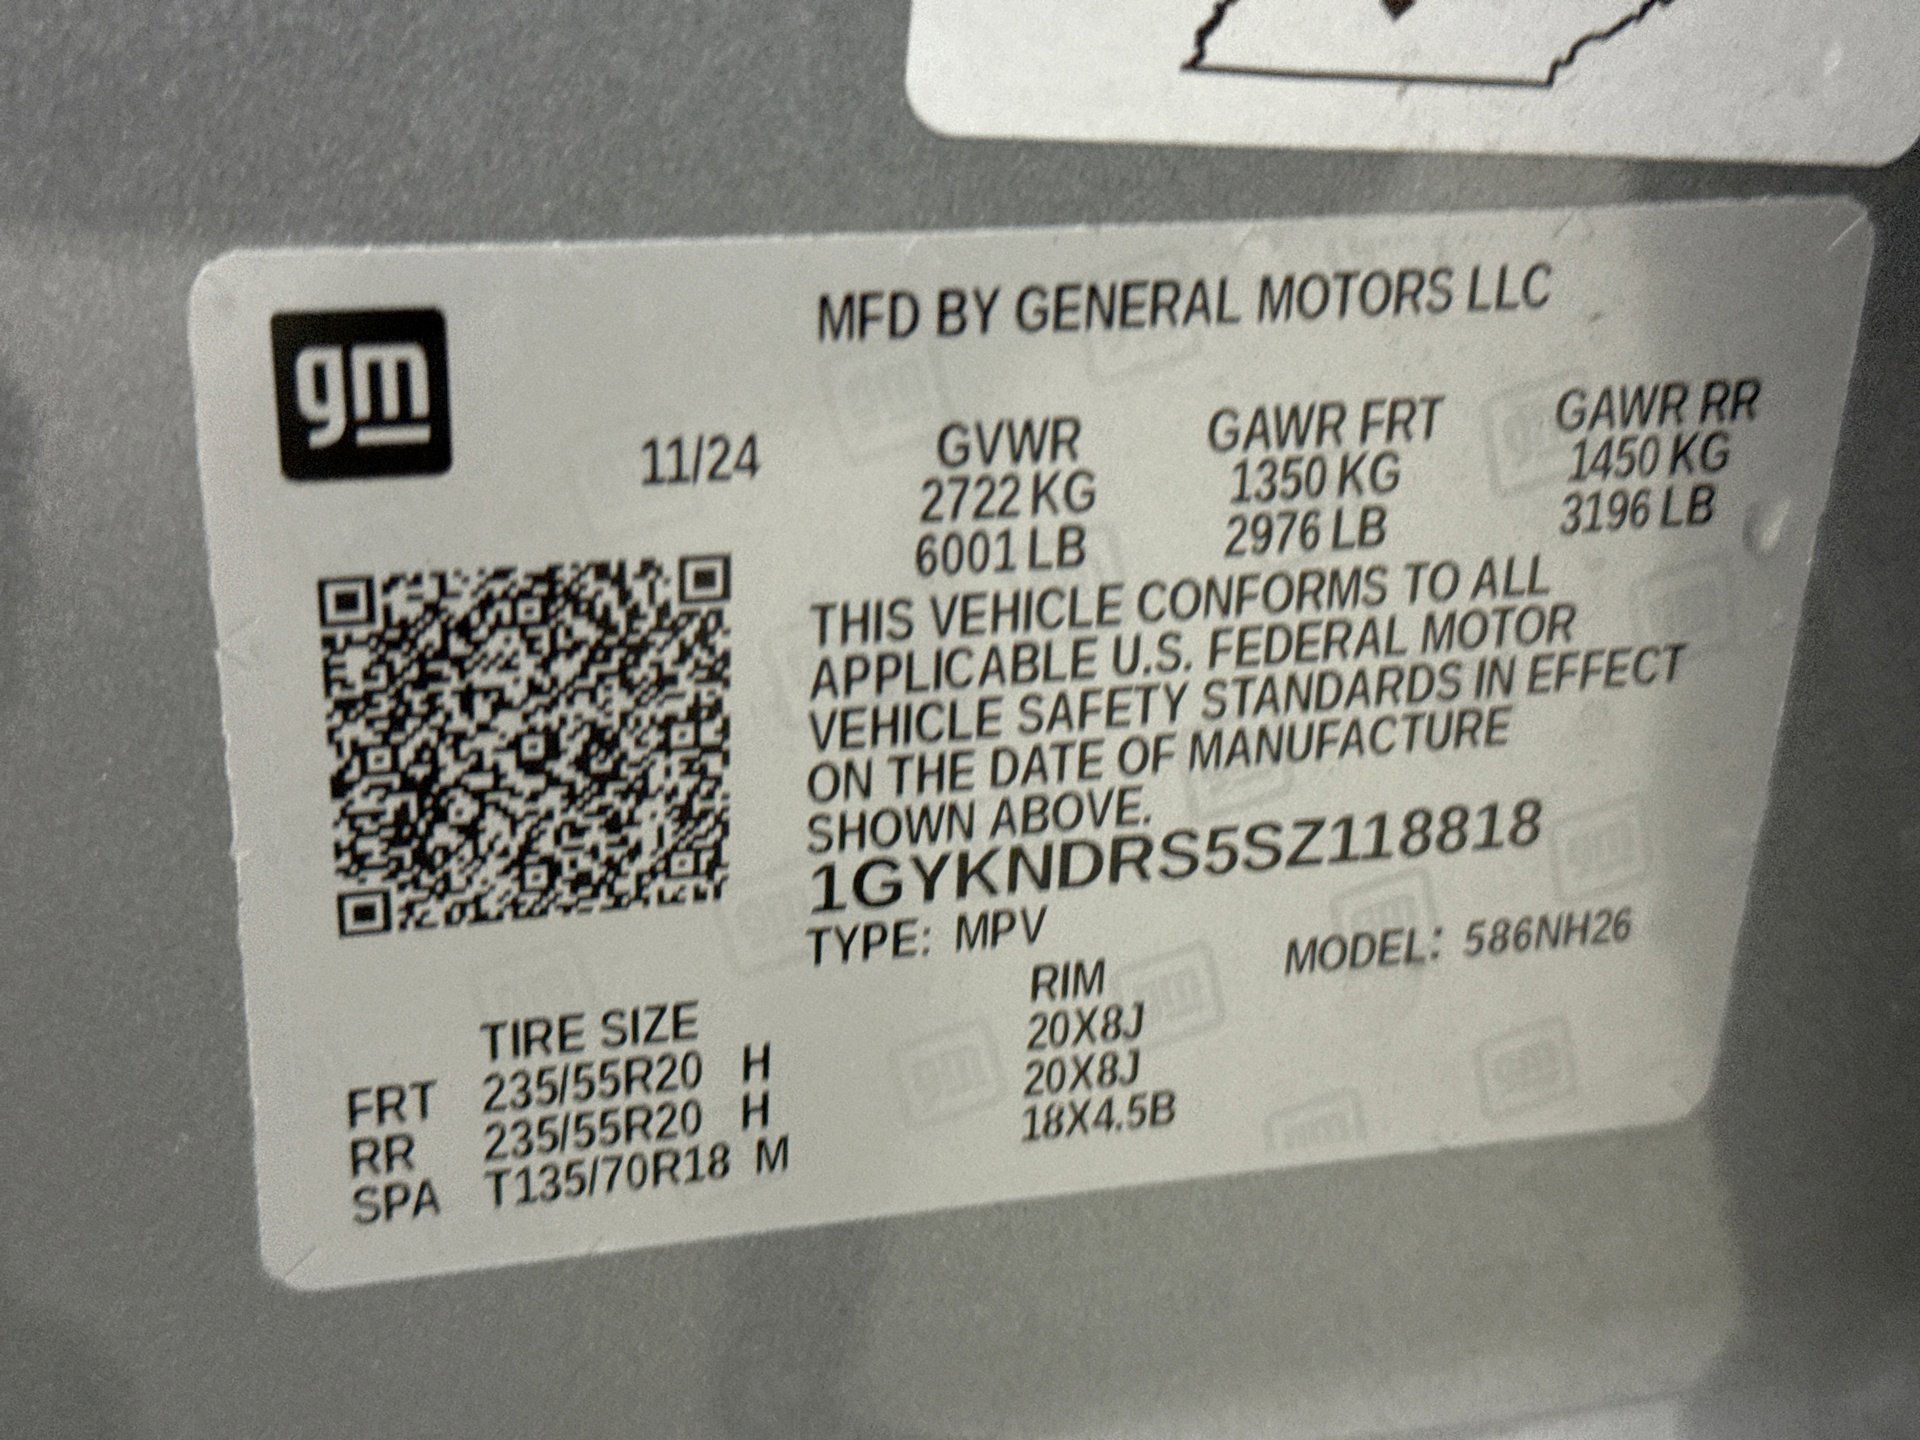 gm
MFD BY GENERAL MOTORS LLC
11/24
GVWR GAWR FRT GAWR RR
2722 KG 1350 KG 1450 KG
6001 LB 2976 LB 3196 LB
THIS VEHICLE CONFORMS TO ALL
APPLICABLE U.S. FEDERAL MOTOR
VEHICLE SAFETY STANDARDS IN EFFECT
ON THE DATE OF MANUFACTURE
SHOWN ABOVE.
1GYKNDRS5SZ118818
TYPE: MPV MODEL: 586NH26
TIRE SIZE RIM
FRT 235/55R20 H 20X8J
RR 235/55R20 H 20X8J
SPA T135/70R18 M 18X4.5B